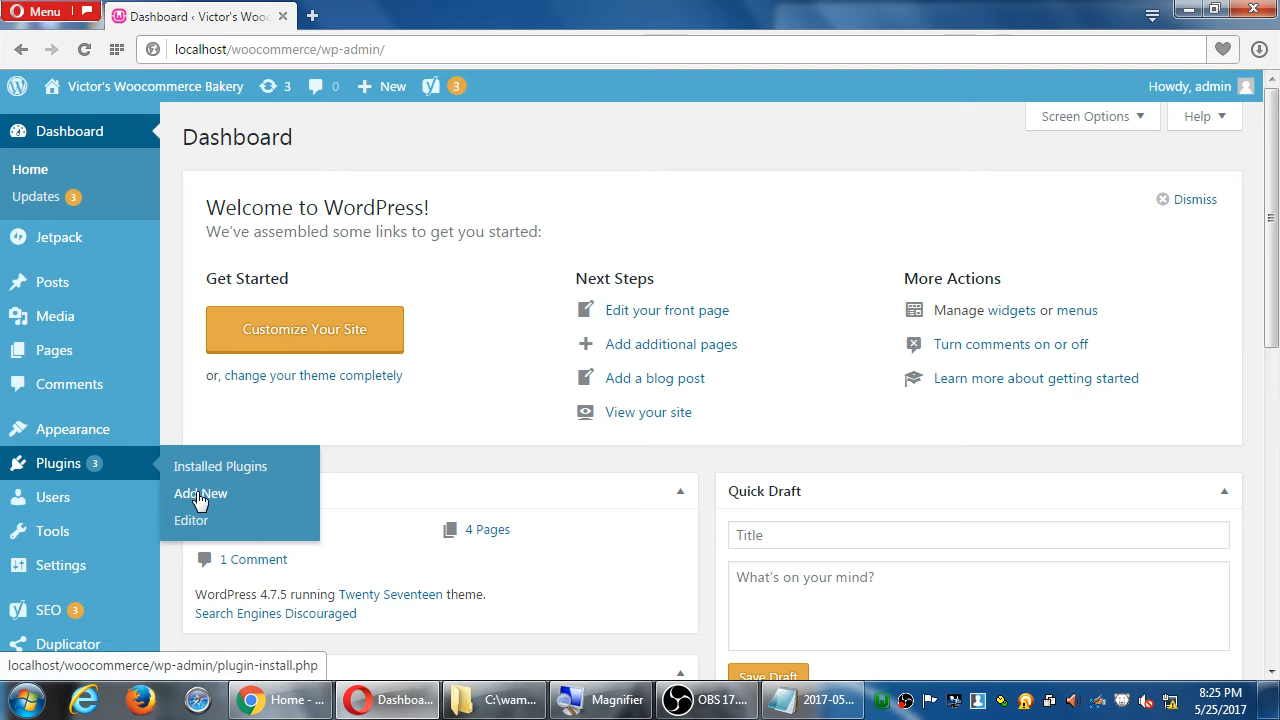 Menu
Dashboard ‹ Victor's Wooc
localhost/woocommerce/wp-admin/
Victor's Woocommerce Bakery
3
0
New
3
Howdy, admin
Dashboard
Home
Updates 3
Jetpack
Posts
Media
Pages
Comments
Appearance
Plugins 3
Users
Tools
Settings
SEO 3
Duplicator
Installed Plugins
Add New
Editor
Dashboard
Screen Options
Help
Welcome to WordPress!
We've assembled some links to get you started:
Dismiss
Get Started
Customize Your Site
or, change your theme completely
Next Steps
Edit your front page
Add additional pages
Add a blog post
View your site
More Actions
Manage widgets or menus
Turn comments on or off
Learn more about getting started
4 Pages
1 Comment
WordPress 4.7.5 running Twenty Seventeen theme.
Search Engines Discouraged
Quick Draft
Title
What's on your mind?
Save Draft
localhost/woocommerce/wp-admin/plugin-install.php
Home - ...
Dashboa...
C:\wam...
Magnifier
OBS 17....
2017-05...
8:25 PM
5/25/2017